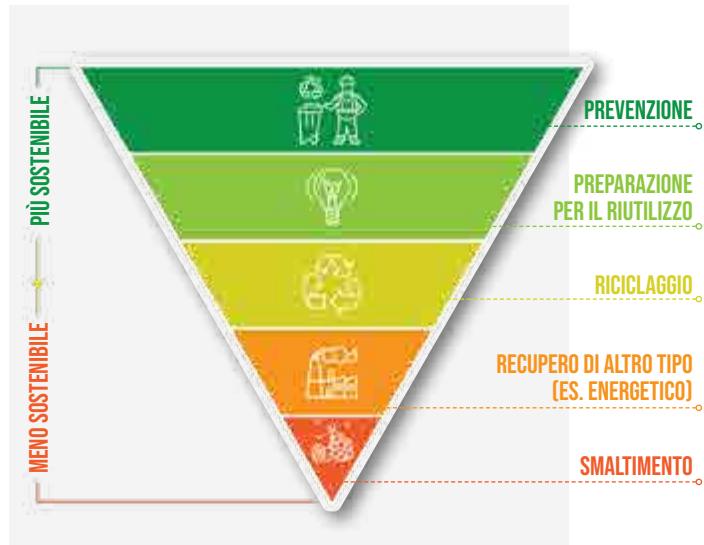 PIÙ SOSTENIBILE
MENO SOSTENIBILE
PREVENZIONE
PREPARAZIONE
PER IL RIUTILIZZO
RICICLAGGIO
RECUPERO DI ALTRO TIPO
(ES. ENERGETICO)
SMALTIMENTO